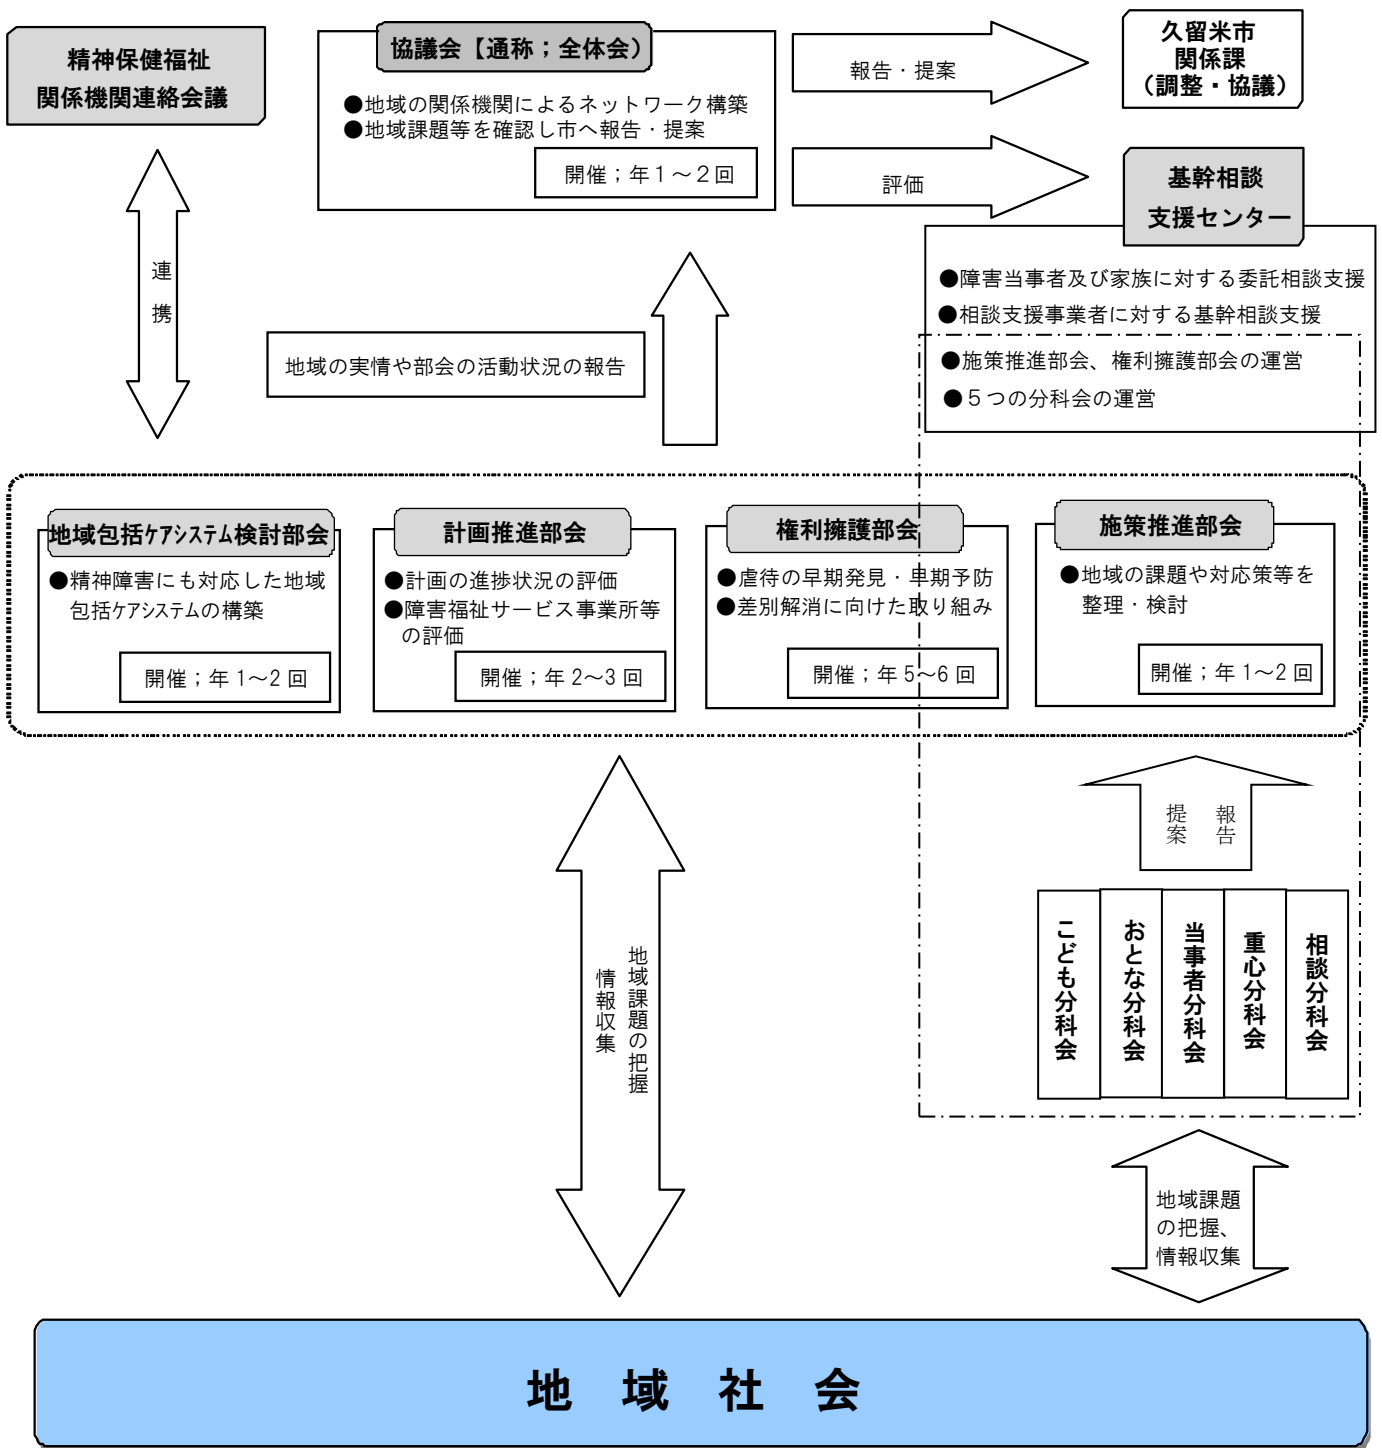 精神保健福祉
関係機関連絡会議
協議会【通称；全体会）
●地域の関係機関によるネットワーク構築
●地域課題等を確認し市へ報告・提案
開催；年１～２回
報告・提案
久留米市
関係課
（調整・協議）
評価
基幹相談
支援センター
●障害当事者及び家族に対する委託相談支援
●相談支援事業者に対する基幹相談支援
●施策推進部会、権利擁護部会の運営
●５つの分科会の運営
連携
地域の実情や部会の活動状況の報告
地域包括ｹｱｼｽﾃﾑ検討部会
●精神障害にも対応した地域
包括ｹｱｼｽﾃﾑの構築
開催；年 1～2 回
計画推進部会
●計画の進捗状況の評価
●障害福祉サービス事業所等
の評価
開催；年 2～3 回
権利擁護部会
●虐待の早期発見・早期予防
●差別解消に向けた取り組み
開催；年 5～6 回
施策推進部会
●地域の課題や対応策等を
整理・検討
開催；年 1～2 回
報告
提案
こども分科会
おとな分科会
当事者分科会
重心分科会
相談分科会
地域課題の把握
情報収集
地域課題
の把握、
情報収集
地　域　社　会